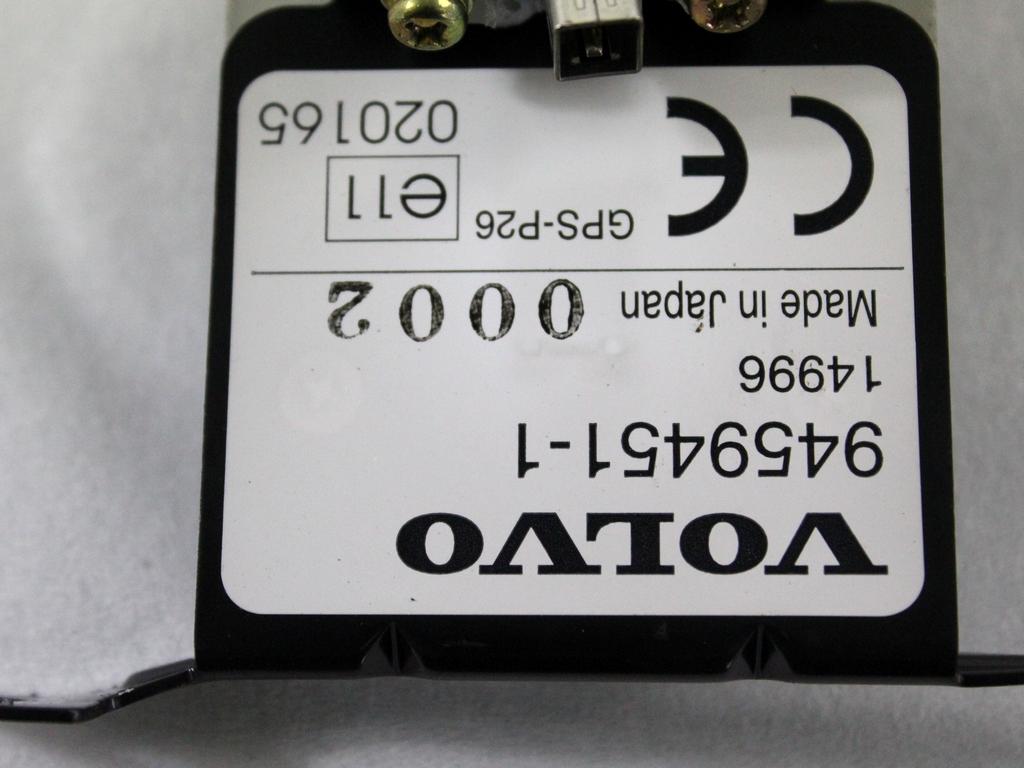 VOLVO
9459451-1
14996
Made in Japan 0002
CE GPS-P26 e11
020165